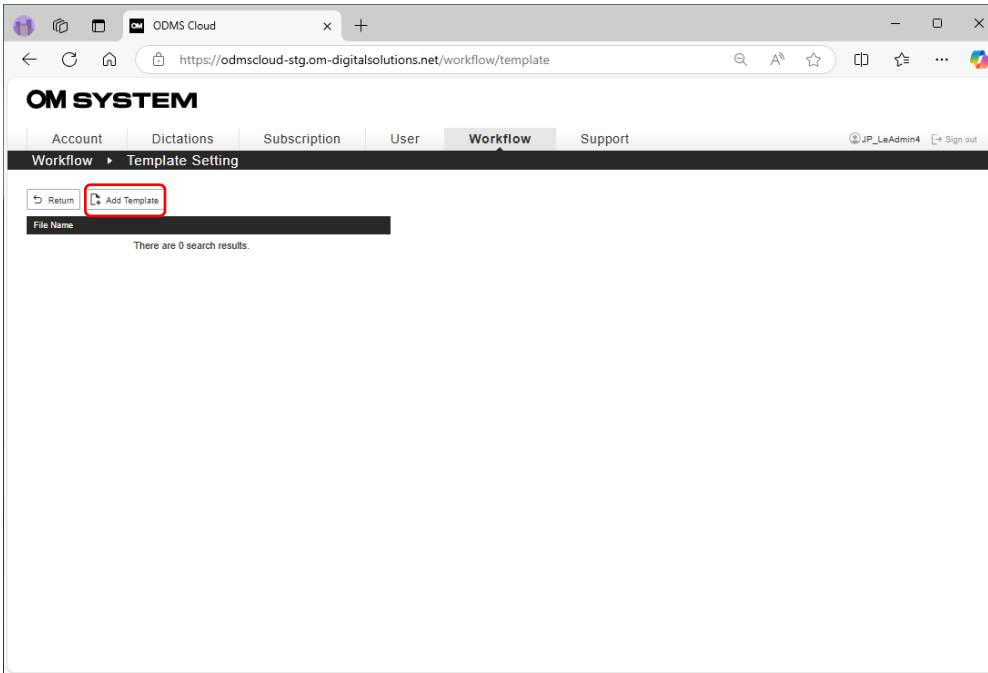 OM ODMS Cloud
https://odmscloud-stg.om-digitalsolutions.net/workflow/template
OM SYSTEM
Account Dictations Subscription User Workflow Support JP_LeAdmin4 Sign out
Workflow Template Setting
Return Add Template
File Name
There are 0 search results.